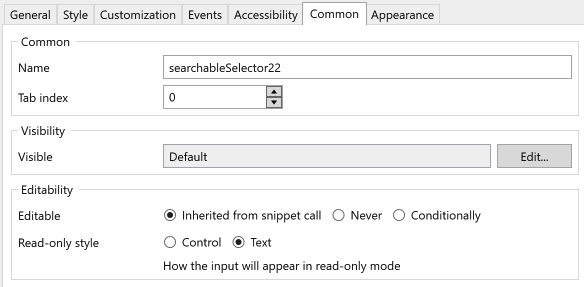 General Style Customization Events Accessibility Common Appearance
Common
Name searchableSelector22
Tab index 0
Visibility
Visible Default Edit...
Editability
Editable Inherited from snippet call Never Conditionally
Read-only style Control Text
How the input will appear in read-only mode